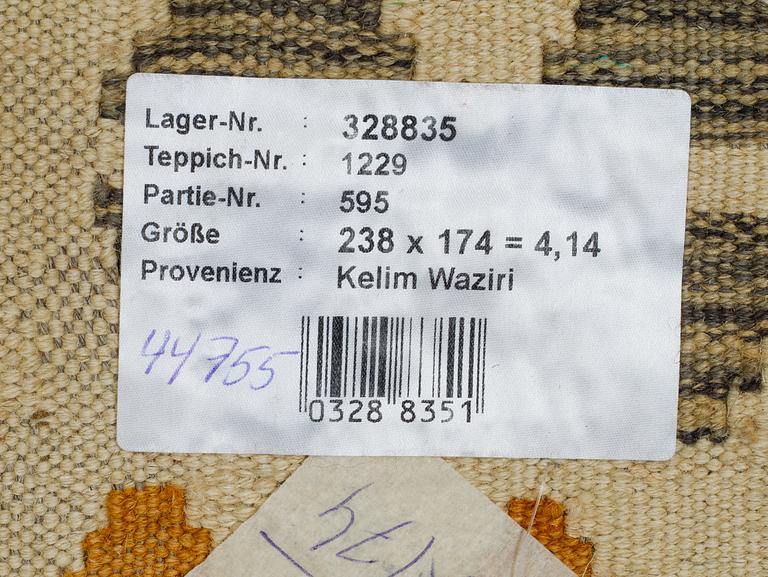 Lager-Nr. : 328835
Teppich-Nr. : 1229
Partie-Nr. : 595
Größe : 238 x 174 = 4,14
Provenienz : Kelim Waziri
44755
0328 8351